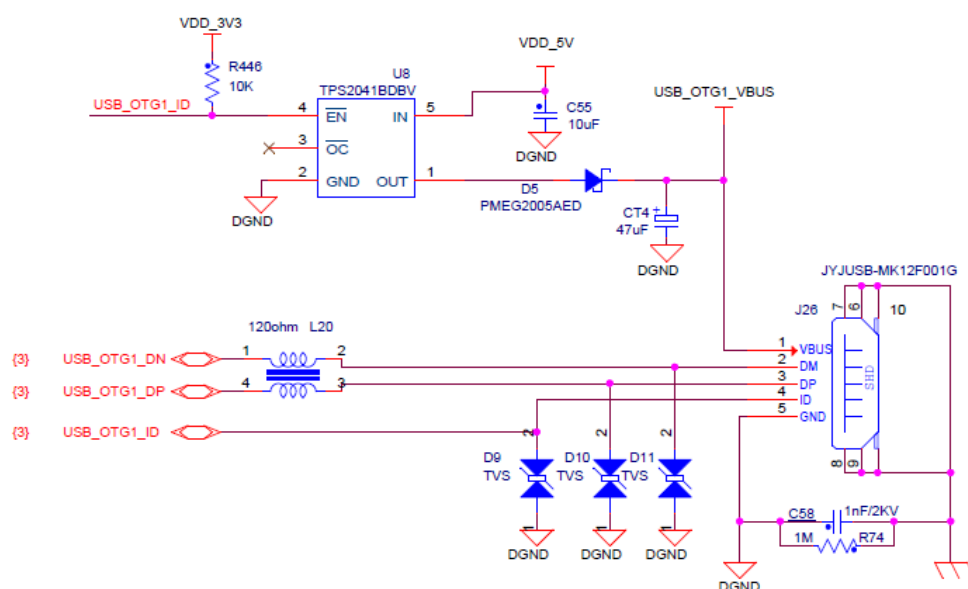 VDD_3V3
VDD_5V
R446
10K
U8
TPS2041BDBV
USB_OTG1_VBUS
USB_OTG1_ID
4
EN
IN
5
C55
10uF
3
OC
DGND
2
GND
OUT
1
D5
PMEG2005AED
DGND
CT4
+
47uF
DGND
JYJUSB-MK12F001G
J26
7
6
10
120ohm L20
{3}
USB_OTG1_DN
1
2
1
VBUS
2
DM
{3}
USB_OTG1_DP
4
3
3
DP
4
ID
5
GND
SHD
{3}
USB_OTG1_ID
2
2
2
D9
TVS
D10
TVS
D11
TVS
8
9
1
1
1
C58
1nF/2KV
1M
R74
DGND
DGND
DGND
DGND